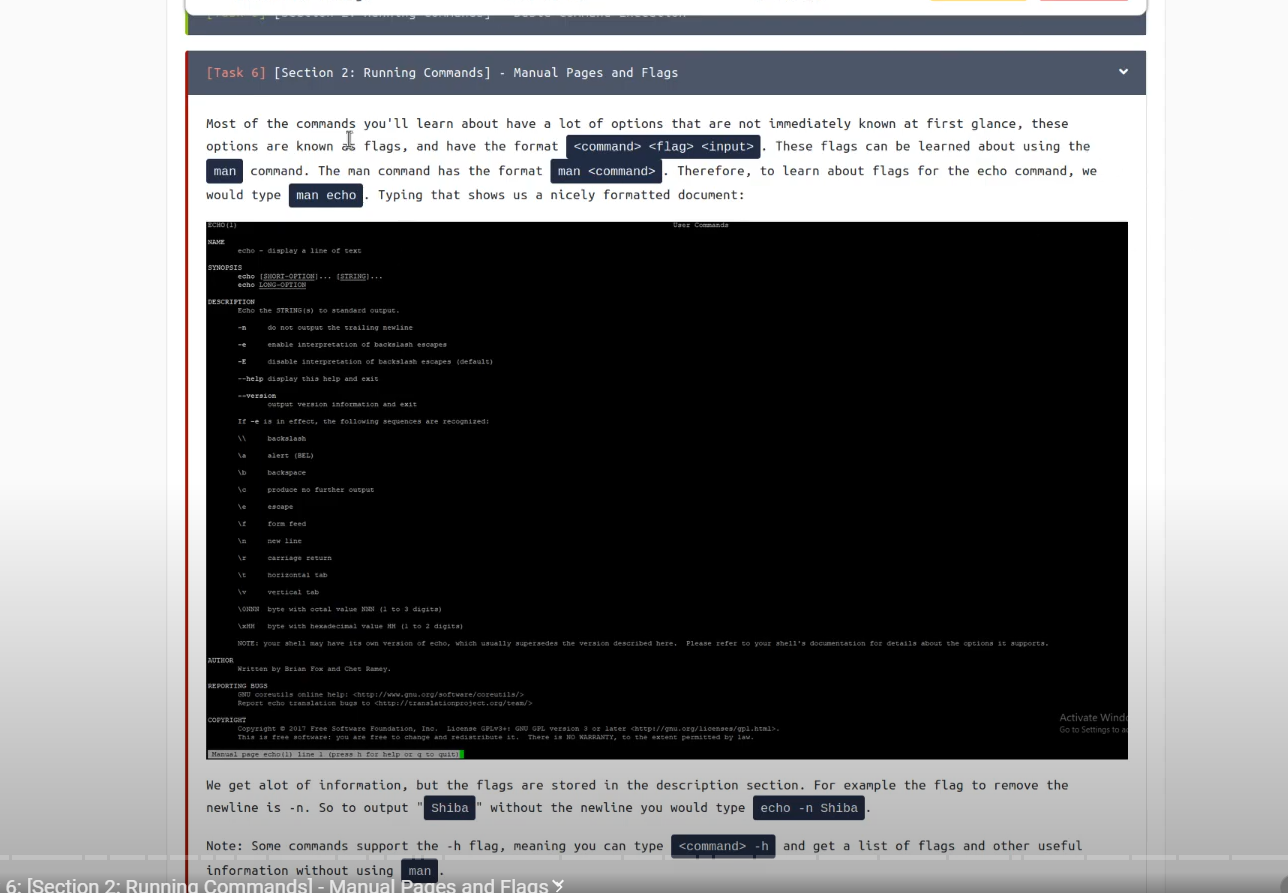 [Task 6] [Section 2: Running Commands] - Manual Pages and Flags
Most of the commands you'll learn about have a lot of options that are not immediately known at first glance, these
options are known as flags, and have the format <command> <flag> <input> . These flags can be learned about using the
man command. The man command has the format man <command> . Therefore, to learn about flags for the echo command, we
would type man echo . Typing that shows us a nicely formatted document:
ECHO(1) User Commands
NAME
echo - display a line of text
SYNOPSIS
echo [SHORT-OPTION]... [STRING]...
echo LONG-OPTION
DESCRIPTION
Echo the STRING(s) to standard output.
-n do not output the trailing newline
-e enable interpretation of backslash escapes
-E disable interpretation of backslash escapes (default)
--help display this help and exit
--version
output version information and exit
If -e is in effect, the following sequences are recognized:
\\ backslash
\a alert (BEL)
\b backspace
\c produce no further output
\e escape
\f form feed
\n new line
\r carriage return
\t horizontal tab
\v vertical tab
\0NNN byte with octal value NNN (1 to 3 digits)
\xHH byte with hexadecimal value HH (1 to 2 digits)
NOTE: your shell may have its own version of echo, which usually supersedes the version described here. Please refer to your shell's documentation for details about the options it supports.
AUTHOR
Written by Brian Fox and Chet Ramey.
REPORTING BUGS
GNU coreutils online help: <http://www.gnu.org/software/coreutils/>
Report echo translation bugs to <http://translationproject.org/team/>
COPYRIGHT
Copyright © 2017 Free Software Foundation, Inc. License GPLv3+: GNU GPL version 3 or later <http://gnu.org/licenses/gpl.html>.
This is free software: you are free to change and redistribute it. There is NO WARRANTY, to the extent permitted by law.
Activate Wind
Go to Settings to a
Manual page echo(1) line 1 (press h for help or q to quit)
We get alot of information, but the flags are stored in the description section. For example the flag to remove the
newline is -n. So to output "Shiba" without the newline you would type echo -n Shiba .
Note: Some commands support the -h flag, meaning you can type <command> -h and get a list of flags and other useful
information without using man .
6: [Section 2: Running Commands] - Manual Pages and Flags